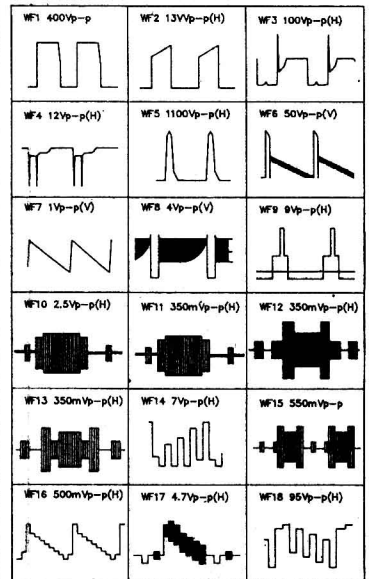 WF1 400Vp-p
WF2 13VVp-p(H)
WF3 100Vp-p(H)
WF4 12Vp-p(H)
WF5 1100Vp-p(H)
WF6 50Vp-p(V)
WF7 1Vp-p(V)
WF8 4Vp-p(V)
WF9 9Vp-p(H)
WF10 2.5Vp-p(H)
WF11 350mVp-p(H)
WF12 350mVp-p(H)
WF13 350mVp-p(H)
WF14 7Vp-p(H)
WF15 550mVp-p
WF16 500mVp-p(H)
WF17 4.7Vp-p(H)
WF18 95Vp-p(H)